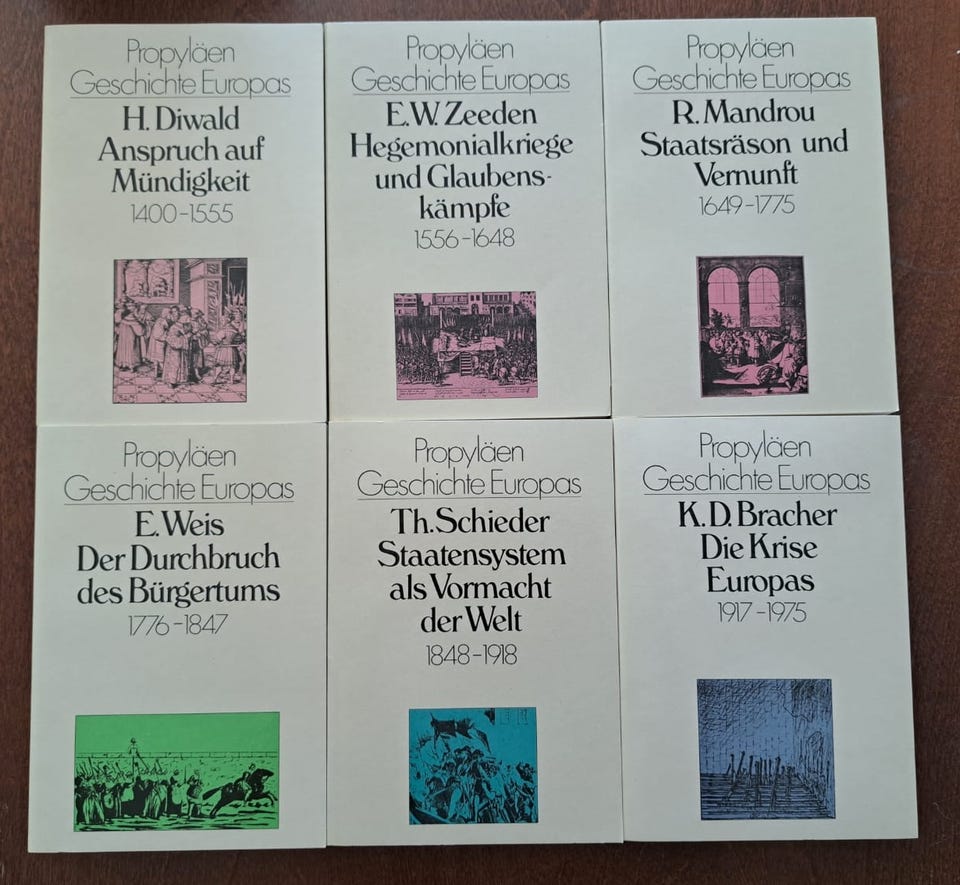 Propyläen
Geschichte Europas
H. Diwald
Anspruch auf
Mündigkeit
1400–1555
Propyläen
Geschichte Europas
E.W. Zeeden
Hegemonialkriege
und Glaubens-
kämpfe
1556–1648
Propyläen
Geschichte Europas
R. Mandrou
Staatsräson und
Vernunft
1649–1775
Propyläen
Geschichte Europas
E. Weis
Der Durchbruch
des Bürgertums
1776–1847
Propyläen
Geschichte Europas
Th. Schieder
Staatensystem
als Vormacht
der Welt
1848–1918
Propyläen
Geschichte Europas
K. D. Bracher
Die Krise
Europas
1917–1975